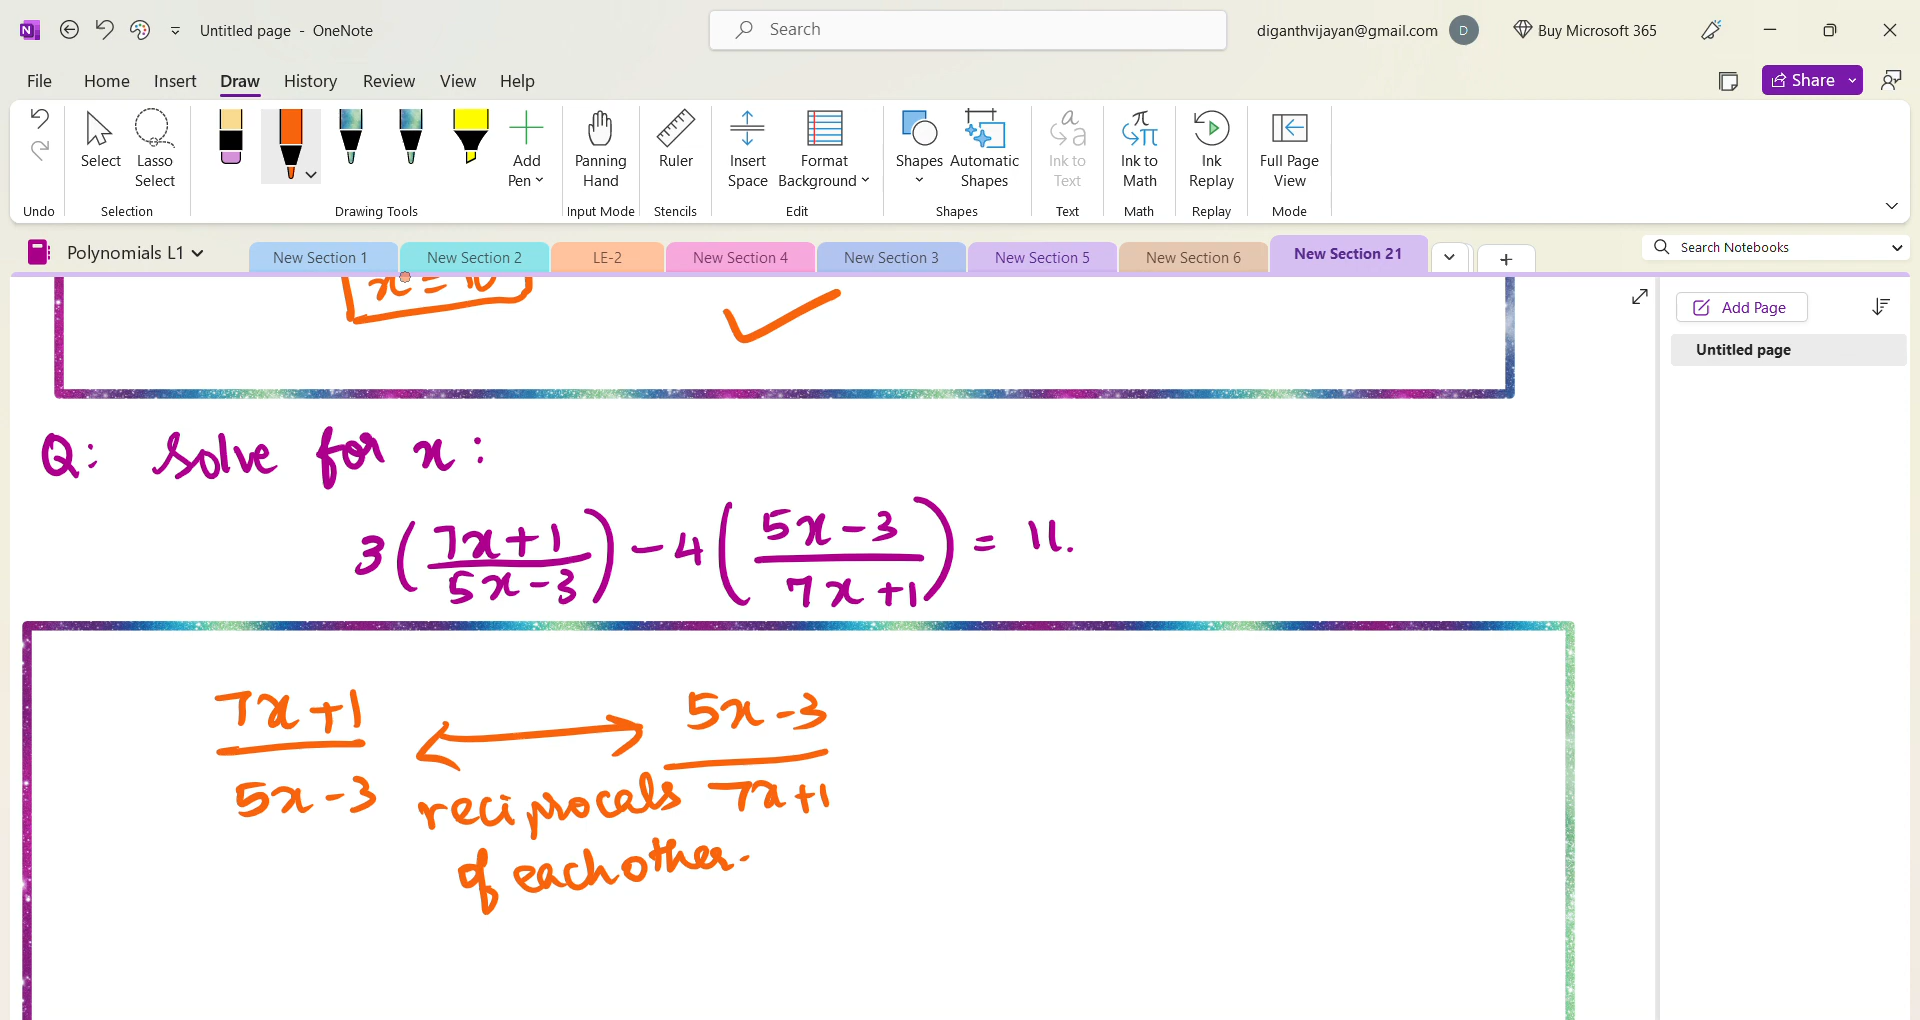 Untitled page - OneNote
Search
diganthvijayan@gmail.com
D
Buy Microsoft 365
File Home Insert Draw History Review View Help
Share
Select
Lasso Select
Add Pen
Panning Hand
Ruler
Insert Space
Format Background
Shapes
Automatic Shapes
Ink to Text
Ink to Math
Ink Replay
Full Page View
Undo Selection Drawing Tools Input Mode Stencils Edit Shapes Text Math Replay Mode
Polynomials L1
New Section 1 New Section 2 LE-2 New Section 4 New Section 3 New Section 5 New Section 6 New Section 21
Search Notebooks
Add Page
Untitled page
Q: Solve for x:
3(7x+1/5x-3) - 4(5x-3/7x+1) = 11.
7x+1/5x-3
5x-3/7x+1
reciprocals
of each other.